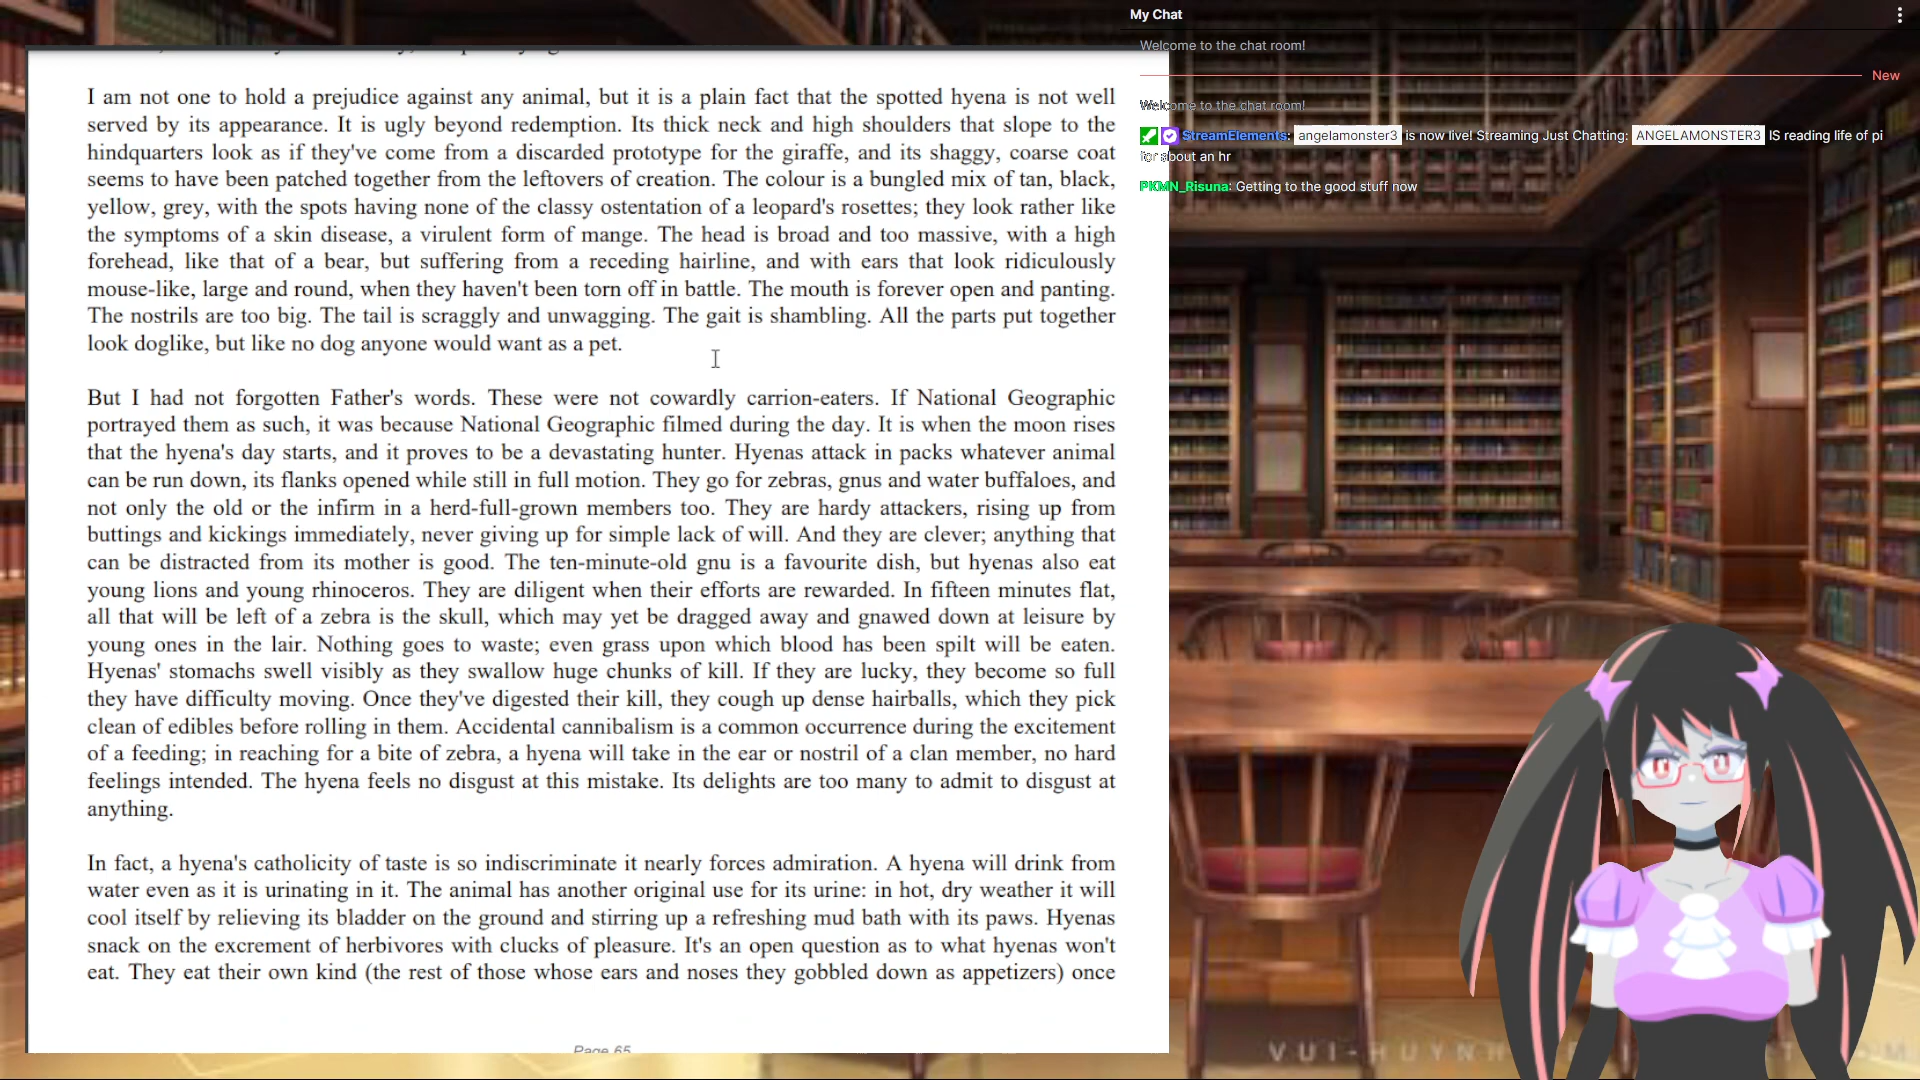 I am not one to hold a prejudice against any animal, but it is a plain fact that the spotted hyena is not well
served by its appearance. It is ugly beyond redemption. Its thick neck and high shoulders that slope to the
hindquarters look as if they've come from a discarded prototype for the giraffe, and its shaggy, coarse coat
seems to have been patched together from the leftovers of creation. The colour is a bungled mix of tan, black,
yellow, grey, with the spots having none of the classy ostentation of a leopard's rosettes; they look rather like
the symptoms of a skin disease, a virulent form of mange. The head is broad and too massive, with a high
forehead, like that of a bear, but suffering from a receding hairline, and with ears that look ridiculously
mouse-like, large and round, when they haven't been torn off in battle. The mouth is forever open and panting.
The nostrils are too big. The tail is scraggly and unwagging. The gait is shambling. All the parts put together
look doglike, but like no dog anyone would want as a pet.
But I had not forgotten Father's words. These were not cowardly carrion-eaters. If National Geographic
portrayed them as such, it was because National Geographic filmed during the day. It is when the moon rises
that the hyena's day starts, and it proves to be a devastating hunter. Hyenas attack in packs whatever animal
can be run down, its flanks opened while still in full motion. They go for zebras, gnus and water buffaloes, and
not only the old or the infirm in a herd-full-grown members too. They are hardy attackers, rising up from
buttings and kickings immediately, never giving up for simple lack of will. And they are clever; anything that
can be distracted from its mother is good. The ten-minute-old gnu is a favourite dish, but hyenas also eat
young lions and young rhinoceros. They are diligent when their efforts are rewarded. In fifteen minutes flat,
all that will be left of a zebra is the skull, which may yet be dragged away and gnawed down at leisure by
young ones in the lair. Nothing goes to waste; even grass upon which blood has been spilt will be eaten.
Hyenas' stomachs swell visibly as they swallow huge chunks of kill. If they are lucky, they become so full
they have difficulty moving. Once they've digested their kill, they cough up dense hairballs, which they pick
clean of edibles before rolling in them. Accidental cannibalism is a common occurrence during the excitement
of a feeding; in reaching for a bite of zebra, a hyena will take in the ear or nostril of a clan member, no hard
feelings intended. The hyena feels no disgust at this mistake. Its delights are too many to admit to disgust at
anything.
In fact, a hyena's catholicity of taste is so indiscriminate it nearly forces admiration. A hyena will drink from
water even as it is urinating in it. The animal has another original use for its urine: in hot, dry weather it will
cool itself by relieving its bladder on the ground and stirring up a refreshing mud bath with its paws. Hyenas
snack on the excrement of herbivores with clucks of pleasure. It's an open question as to what hyenas won't
eat. They eat their own kind (the rest of those whose ears and noses they gobbled down as appetizers) once
Page 65
My Chat
Welcome to the chat room!
New
Welcome to the chat room!
StreamElements: angelamonster3 is now live! Streaming Just Chatting: ANGELAMONSTER3 IS reading life of pi
for about an hr
PKMN_Risuna: Getting to the good stuff now